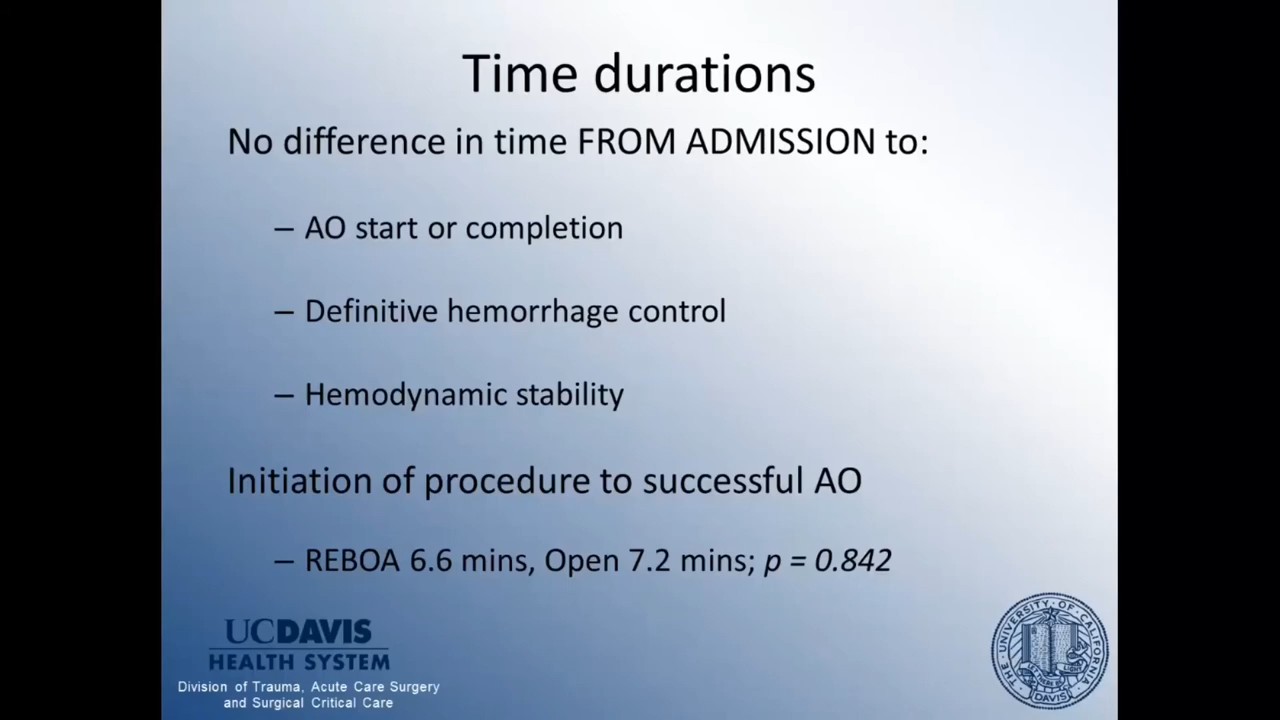 Time durations
No difference in time FROM ADMISSION to:
– AO start or completion
– Definitive hemorrhage control
– Hemodynamic stability
Initiation of procedure to successful AO
– REBOA 6.6 mins, Open 7.2 mins; p = 0.842
UCDAVIS
HEALTH SYSTEM
Division of Trauma, Acute Care Surgery
and Surgical Critical Care
THE UNIVERSITY OF CALIFORNIA
DAVIS